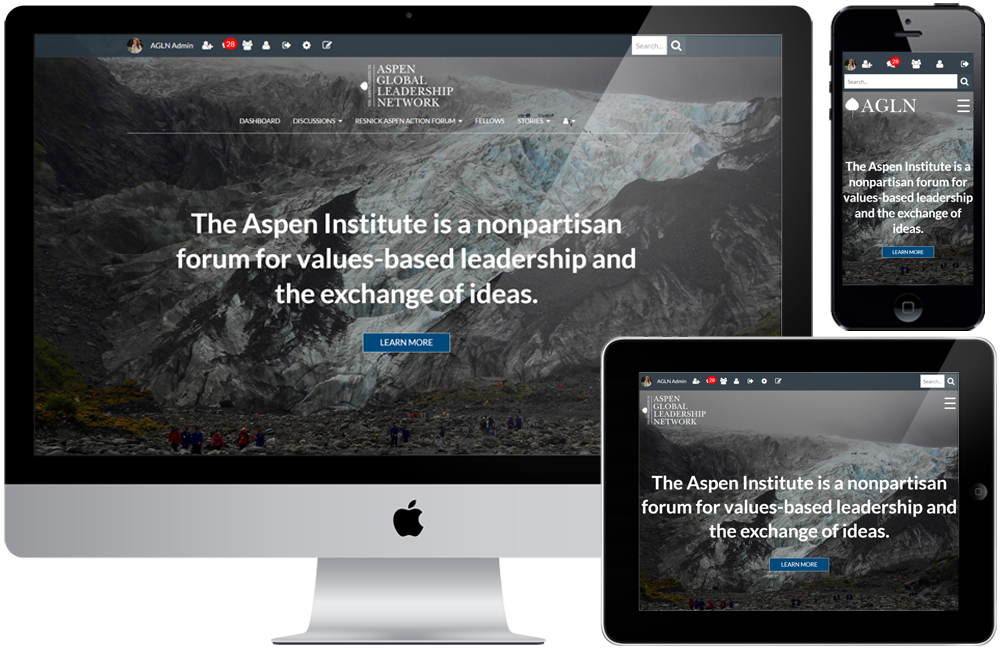 AGLN Admin
28
Search...
ASPEN
GLOBAL
LEADERSHIP
NETWORK
DASHBOARD DISCUSSIONS RESNICK ASPEN ACTION FORUM FELLOWS STORIES
The Aspen Institute is a nonpartisan
forum for values-based leadership and
the exchange of ideas.
LEARN MORE
28
Search...
AGLN
The Aspen Institute is a
nonpartisan forum for
values-based leadership
and the exchange of
ideas.
LEARN MORE
AGLN Admin
28
Search...
ASPEN
GLOBAL
LEADERSHIP
NETWORK
The Aspen Institute is a nonpartisan
forum for values-based leadership and
the exchange of ideas.
LEARN MORE